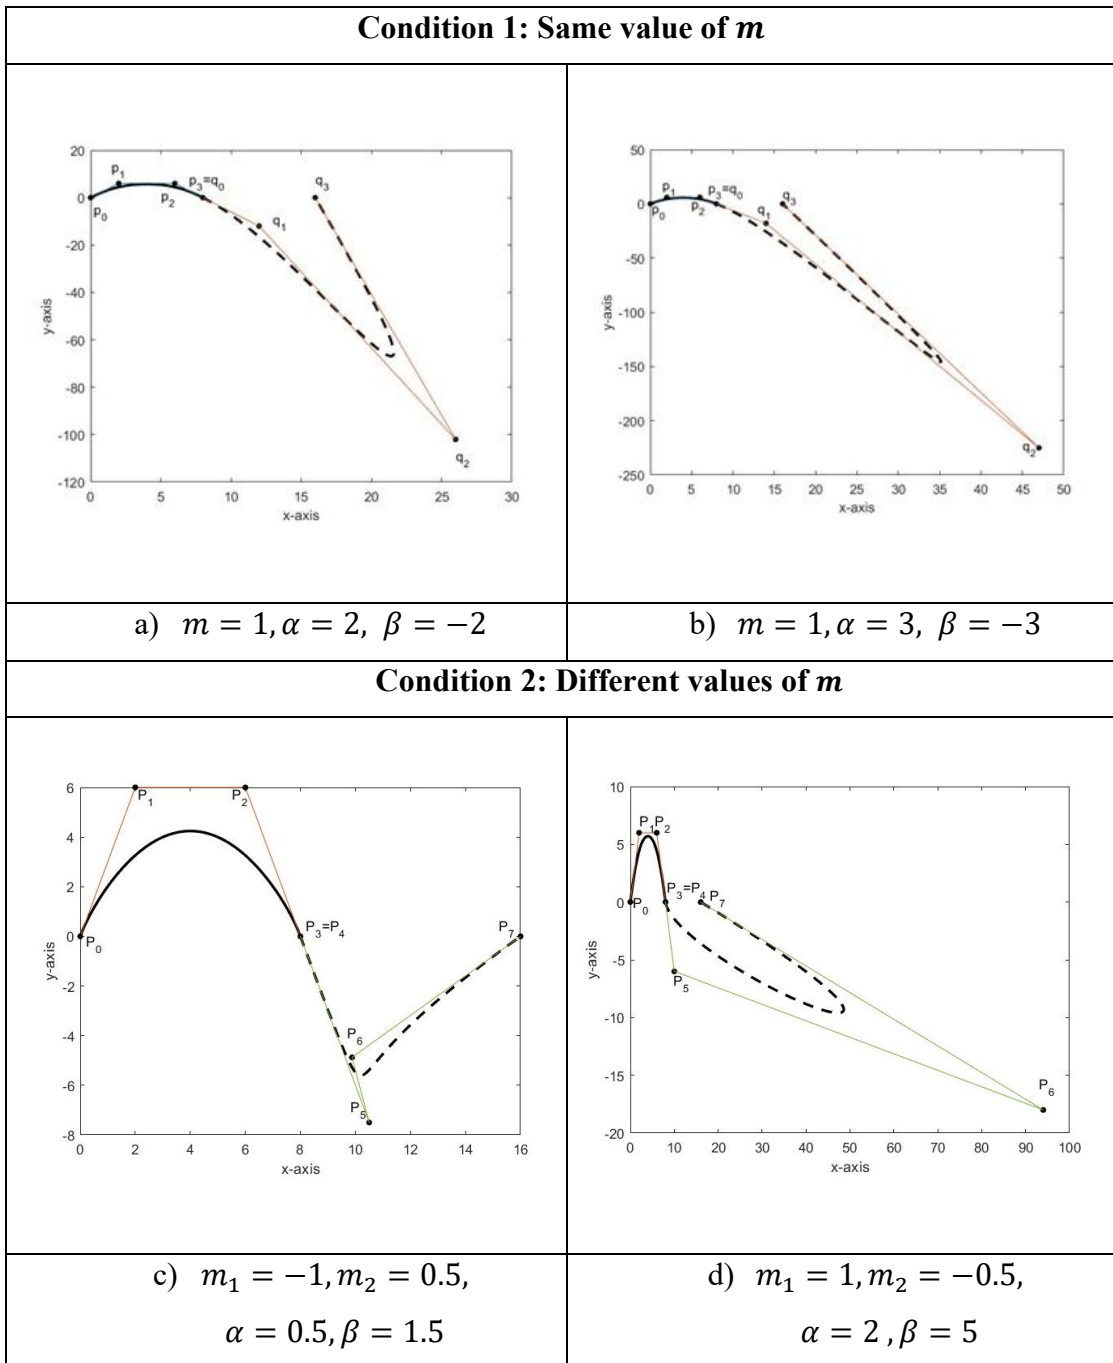 Condition 1: Same value of m
20
0
-20
-40
-60
-80
-100
-120
y-axis
p1
p0
p2
p3=q0
q1
q3
q2
0 5 10 15 20 25 30
x-axis
50
0
-50
-100
-150
-200
-250
y-axis
p1
p0
p2
p3=q0
q1
q3
q2
0 5 10 15 20 25 30 35 40 45 50
x-axis
a) m = 1, α = 2, β = −2
b) m = 1, α = 3, β = −3
Condition 2: Different values of m
6
4
2
0
-2
-4
-6
-8
y-axis
P1
P2
P0
P3=P4
P7
P6
P5
0 2 4 6 8 10 12 14 16
x-axis
10
5
0
-5
-10
-15
-20
y-axis
P1 P2
P0
P3=P4 P7
P5
P6
0 10 20 30 40 50 60 70 80 90 100
x-axis
c) m1 = −1, m2 = 0.5,
α = 0.5, β = 1.5
d) m1 = 1, m2 = −0.5,
α = 2 , β = 5